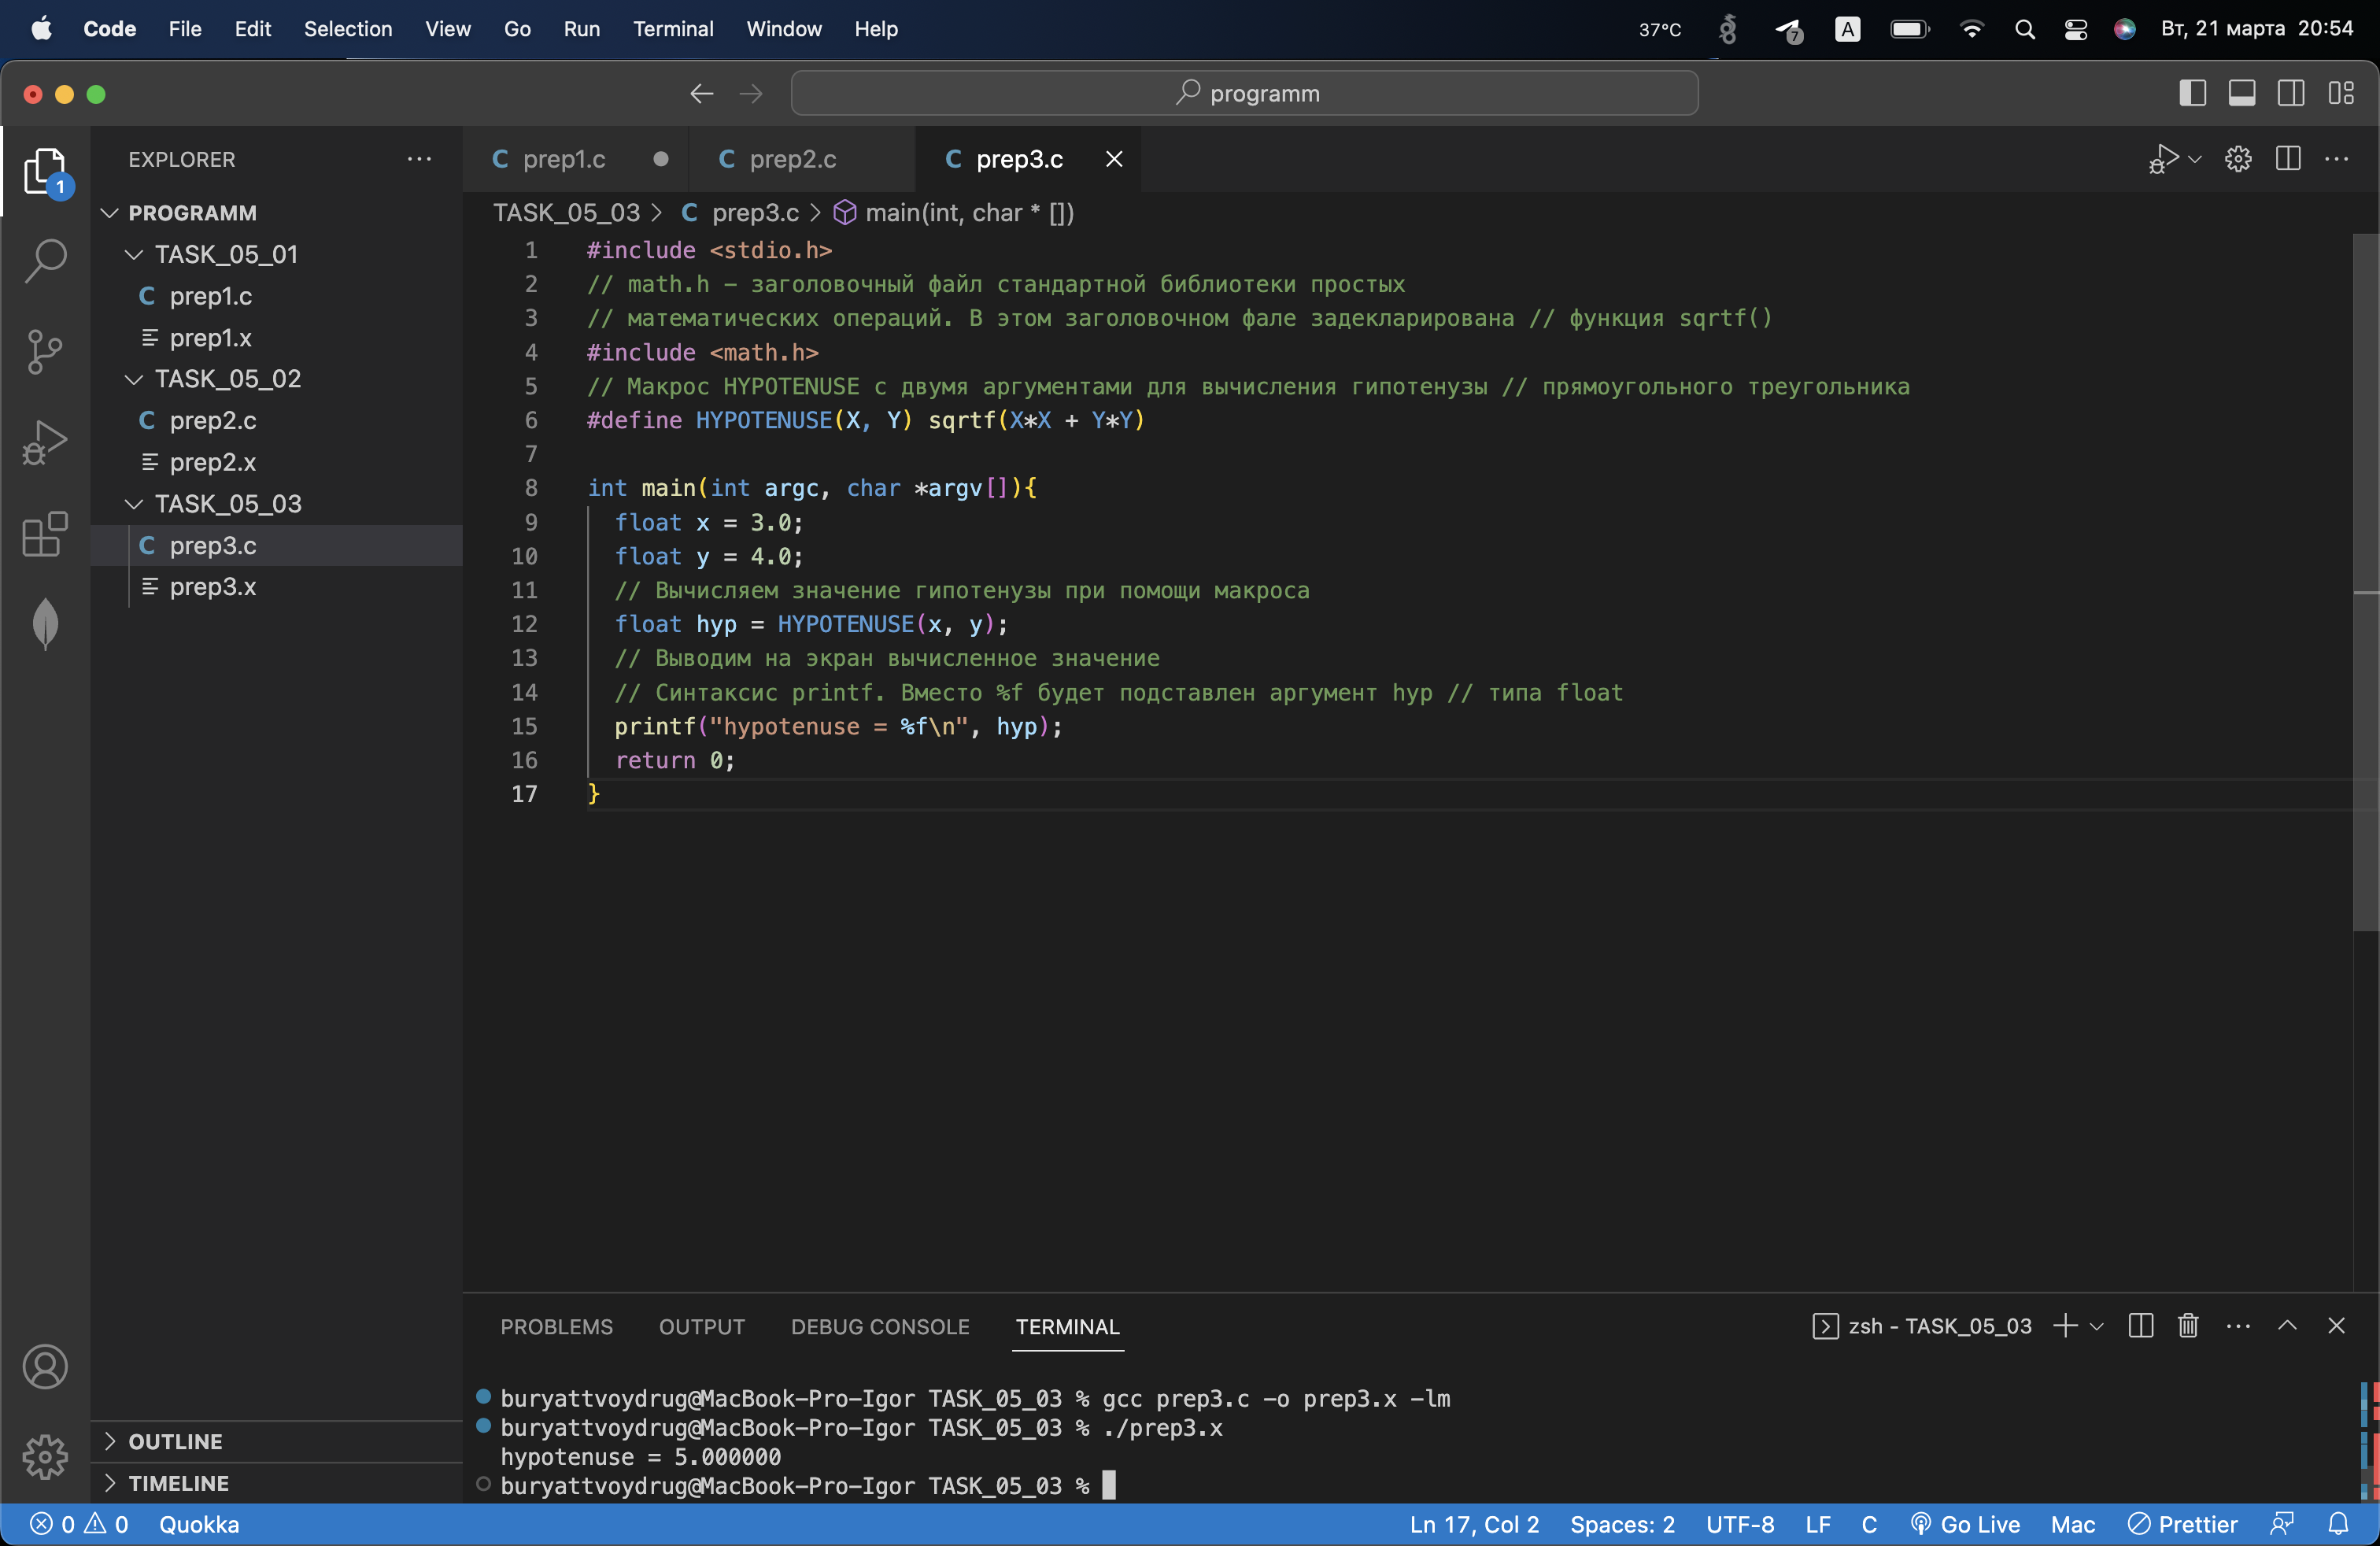 Code File Edit Selection View Go Run Terminal Window Help 37°C 7 A Вт, 21 марта 20:54
programm
EXPLORER
1
PROGRAMM
TASK_05_01
C prep1.c
prep1.x
TASK_05_02
C prep2.c
prep2.x
TASK_05_03
C prep3.c
prep3.x
OUTLINE
TIMELINE
C prep1.c C prep2.c C prep3.c
TASK_05_03 > C prep3.c > main(int, char * [])
1 #include <stdio.h>
2 // math.h - заголовочный файл стандартной библиотеки простых
3 // математических операций. В этом заголовочном фале задекларирована // функция sqrtf()
4 #include <math.h>
5 // Макрос HYPOTENUSE с двумя аргументами для вычисления гипотенузы // прямоугольного треугольника
6 #define HYPOTENUSE(X, Y) sqrtf(X*X + Y*Y)
7
8 int main(int argc, char *argv[]){
9 float x = 3.0;
10 float y = 4.0;
11 // Вычисляем значение гипотенузы при помощи макроса
12 float hyp = HYPOTENUSE(x, y);
13 // Выводим на экран вычисленное значение
14 // Синтаксис printf. Вместо %f будет подставлен аргумент hyp // типа float
15 printf("hypotenuse = %f\n", hyp);
16 return 0;
17 }
PROBLEMS OUTPUT DEBUG CONSOLE TERMINAL zsh - TASK_05_03
buryattvoydrug@MacBook-Pro-Igor TASK_05_03 % gcc prep3.c -o prep3.x -lm
buryattvoydrug@MacBook-Pro-Igor TASK_05_03 % ./prep3.x
hypotenuse = 5.000000
buryattvoydrug@MacBook-Pro-Igor TASK_05_03 %
0 0 Quokka Ln 17, Col 2 Spaces: 2 UTF-8 LF C Go Live Mac Prettier